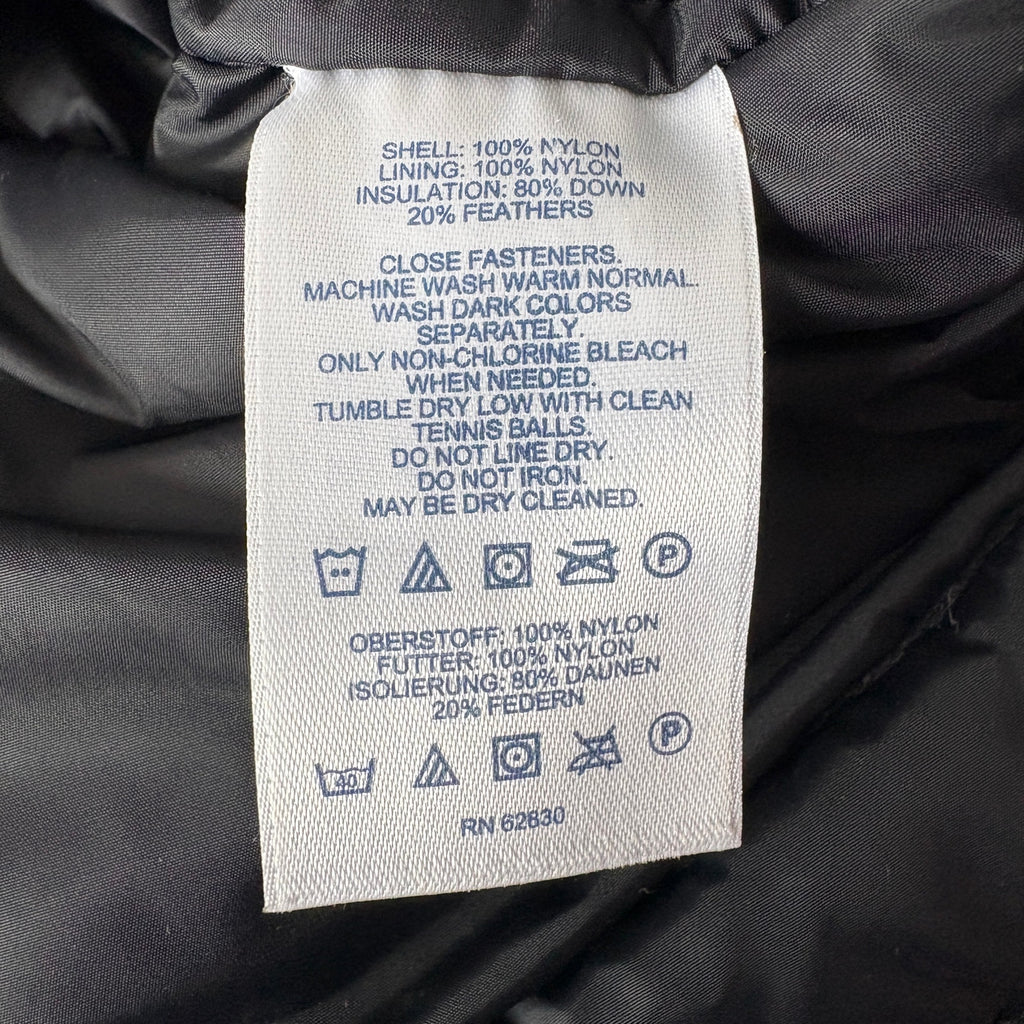 SHELL: 100% NYLON
LINING: 100% NYLON
INSULATION: 80% DOWN
20% FEATHERS
CLOSE FASTENERS.
MACHINE WASH WARM NORMAL.
WASH DARK COLORS
SEPARATELY.
ONLY NON-CHLORINE BLEACH
WHEN NEEDED.
TUMBLE DRY LOW WITH CLEAN
TENNIS BALLS.
DO NOT LINE DRY.
DO NOT IRON.
MAY BE DRY CLEANED.
P
OBERSTOFF: 100% NYLON
FUTTER: 100% NYLON
ISOLIERUNG: 80% DAUNEN
20% FEDERN
40 P
RN 62830